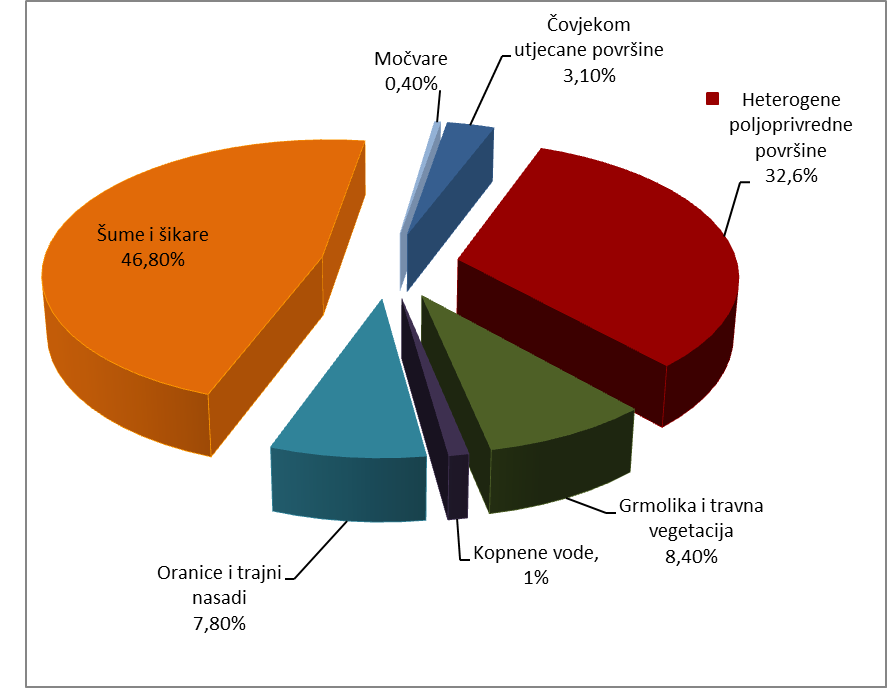 Čovjekom
utjecane površine
3,10%
Močvare
0,40%
Heterogene
poljoprivredne
površine
32,6%
Šume i šikare
46,80%
Grmolika i travna
vegetacija
8,40%
Kopnene vode,
1%
Oranice i trajni
nasadi
7,80%